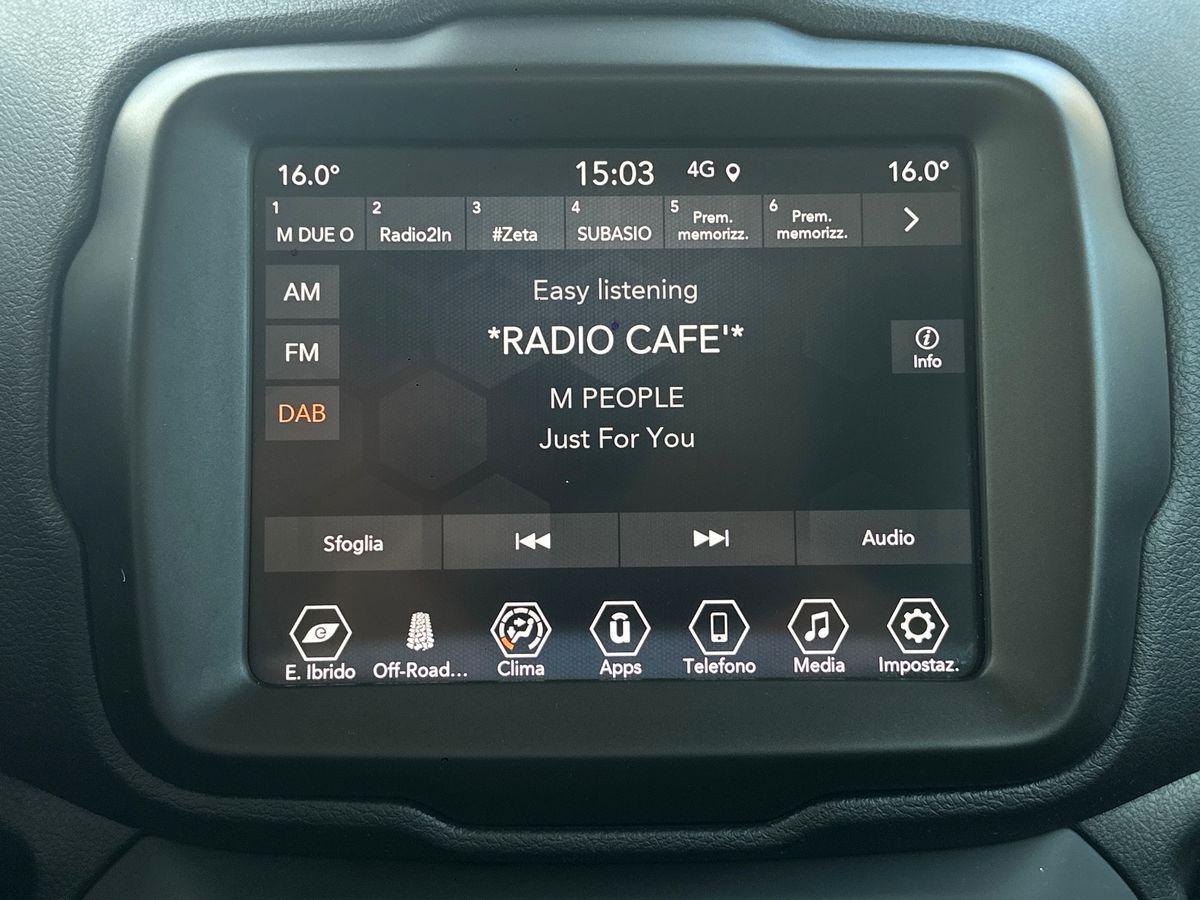 16.0° 15:03 4G 16.0°
1 M DUE O
2 Radio2In
3 #Zeta
4 SUBASIO
5 Prem. memorizz.
6 Prem. memorizz.
AM
FM
DAB
Easy listening
*RADIO CAFE'*
M PEOPLE
Just For You
i
Info
Sfoglia
Audio
E. Ibrido
Off-Road...
Clima
Apps
Telefono
Media
Impostaz.